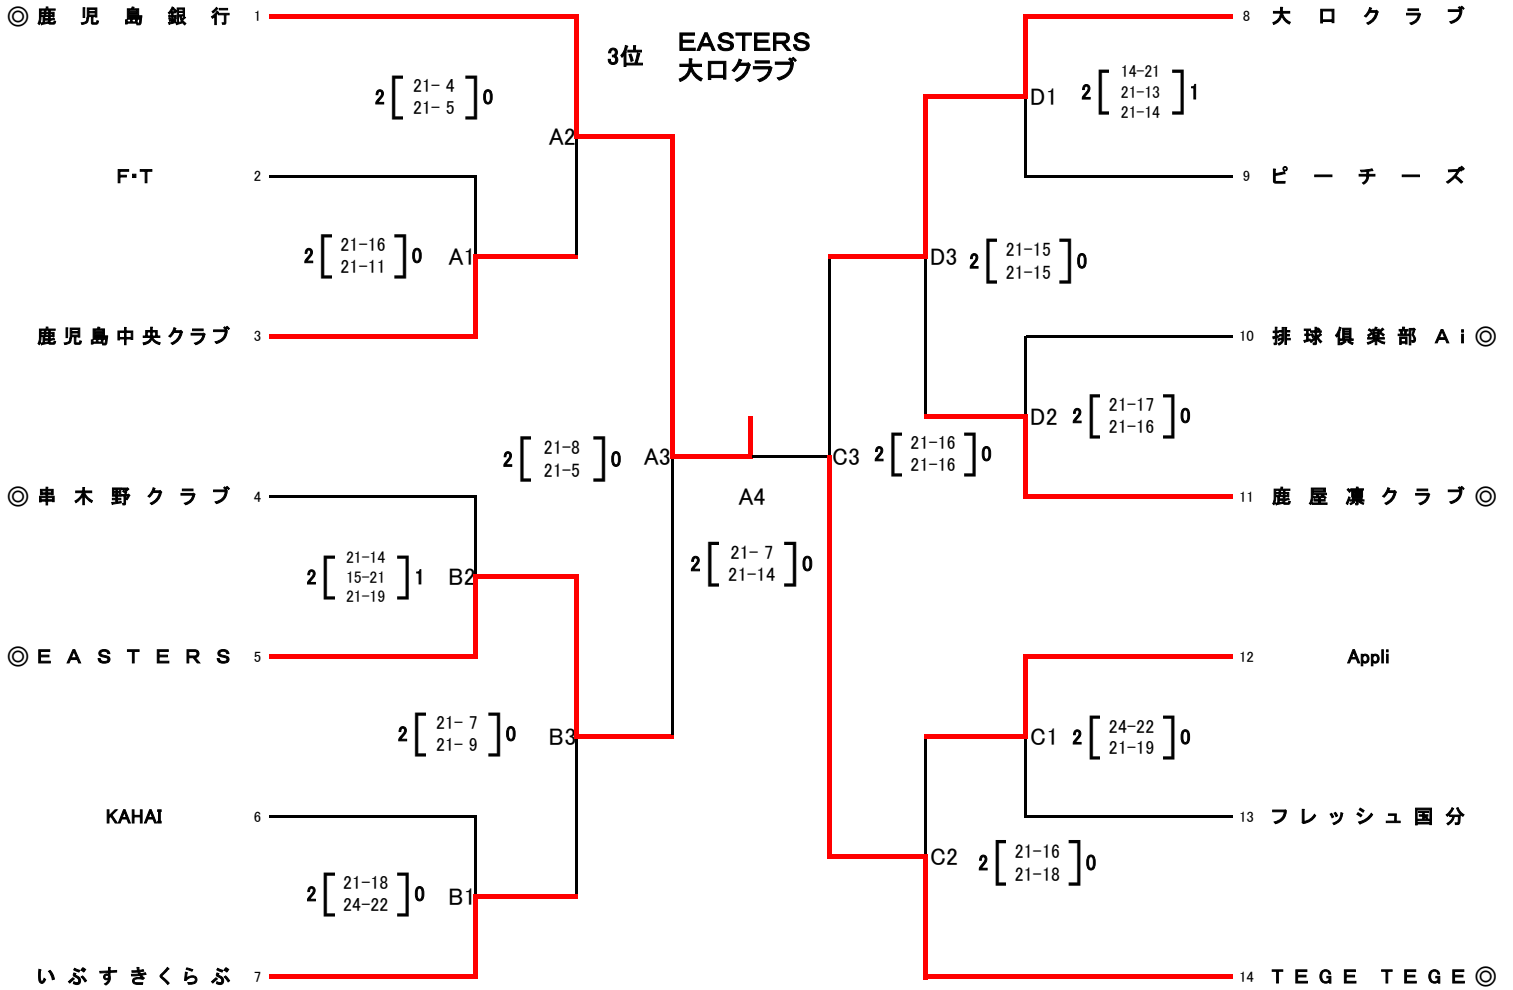 ◎鹿児島銀行 1
3位 EASTERS
大口クラブ
2 [ 21- 4 ] 0
21- 5
A2
F・T 2
2 [ 21-16 ] 0
21-11
A1
鹿児島中央クラブ 3
2 [ 21-8 ] 0
21-5
A3
◎串木野クラブ 4
2 [ 21-14 ] 1
15-21
21-19
B2
◎EASTERS 5
2 [ 21- 7 ] 0
21- 9
B3
KAHAI 6
2 [ 21-18 ] 0
24-22
B1
いぶすきくらぶ 7
A4
2 [ 21- 7 ] 0
21-14
8 大口クラブ
D1
2 [ 14-21 ] 1
21-13
21-14
9 ピーチーズ
D3
2 [ 21-15 ] 0
21-15
10 排球倶楽部Ai◎
D2
2 [ 21-17 ] 0
21-16
C3
2 [ 21-16 ] 0
21-16
11 鹿屋凜クラブ◎
12 Appli
C1
2 [ 24-22 ] 0
21-19
13 フレッシュ国分
C2
2 [ 21-16 ] 0
21-18
14 TEGE TEGE◎